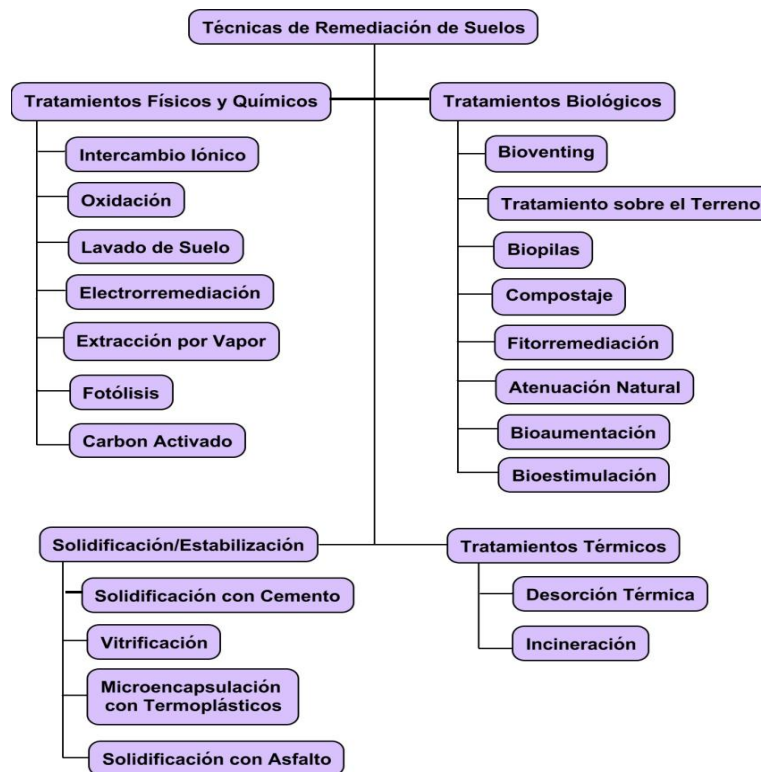 Técnicas de Remediación de Suelos
Tratamientos Físicos y Químicos
Intercambio Iónico
Oxidación
Lavado de Suelo
Electrorremediación
Extracción por Vapor
Fotólisis
Carbon Activado
Tratamientos Biológicos
Bioventing
Tratamiento sobre el Terreno
Biopilas
Compostaje
Fitorremediación
Atenuación Natural
Bioaumentación
Bioestimulación
Solidificación/Estabilización
Solidificación con Cemento
Vitrificación
Microencapsulación
con Termoplásticos
Solidificación con Asfalto
Tratamientos Térmicos
Desorción Térmica
Incineración